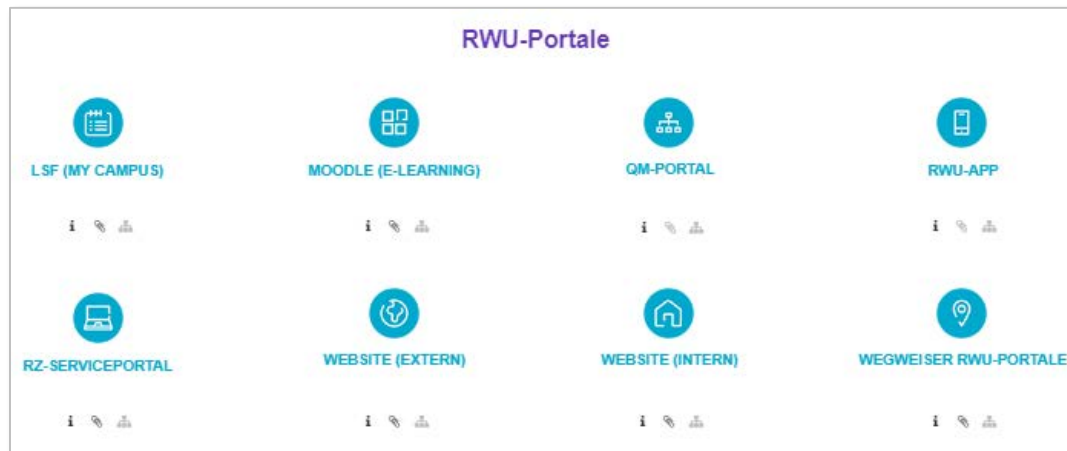 RWU-Portale
LSF (MY CAMPUS)
MOODLE (E-LEARNING)
QM-PORTAL
RWU-APP
RZ-SERVICEPORTAL
WEBSITE (EXTERN)
WEBSITE (INTERN)
WEGWEISER RWU-PORTALE